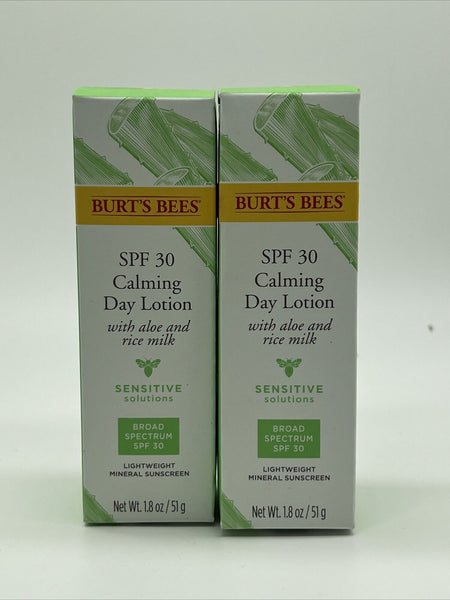 BURT'S BEES
SPF 30
Calming
Day Lotion
with aloe and
rice milk
SENSITIVE
solutions
BROAD
SPECTRUM
SPF 30
LIGHTWEIGHT
MINERAL SUNSCREEN
Net Wt. 1.8 oz / 51 g
BURT'S BEES
SPF 30
Calming
Day Lotion
with aloe and
rice milk
SENSITIVE
solutions
BROAD
SPECTRUM
SPF 30
LIGHTWEIGHT
MINERAL SUNSCREEN
Net Wt. 1.8 oz / 51 g